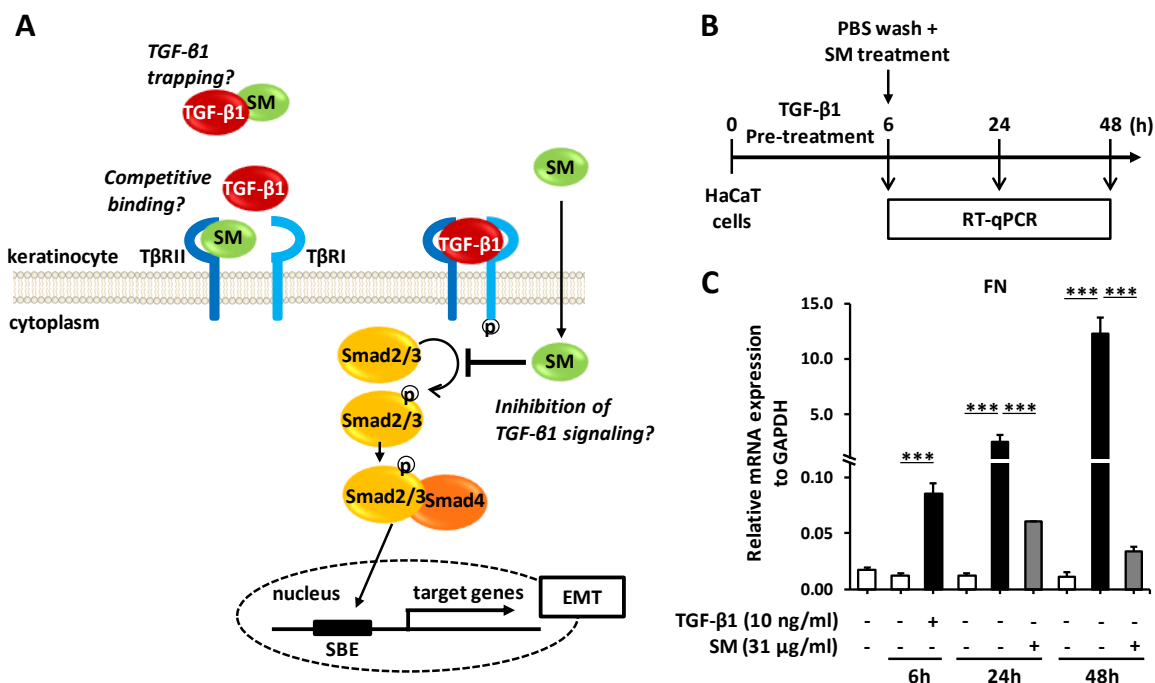 A
TGF-β1
trapping?
TGF-β1
SM
Competitive
binding?
TGF-β1
SM
SM
TβRII
TβRI
TGF-β1
keratinocyte
cytoplasm
p
Smad2/3
SM
p
Smad2/3
Inihibition of
TGF-β1 signaling?
p
Smad2/3
Smad4
nucleus
target genes
EMT
SBE
B
PBS wash +
SM treatment
TGF-β1
Pre-treatment
0
6
24
48
(h)
HaCaT
cells
RT-qPCR
C
FN
Relative mRNA expression
to GAPDH
15.0
10.0
5.0
0.10
0.05
0.00
***
*** ***
*** ***
TGF-β1 (10 ng/ml) - - + - - - - - -
SM (31 μg/ml) - - - - - + - - +
6h 24h 48h